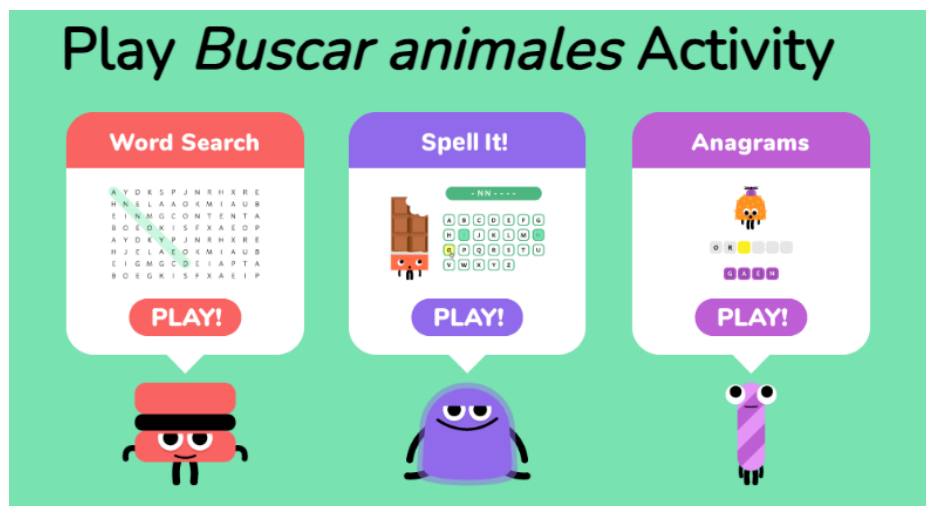 Play Buscar animales Activity
Word Search
A Y D K S P J N R H X R E
H N E L A A O K M I A U B
E I N M G C O N T E N T A
B O E O K I S F X A E O P
A Y D K Y P J N R H X R E
H J E L A E O K M I A U B
E I G M G C D E I A P T A
B O E G K I S F X A E I P
PLAY!
Spell It!
- N N - - - -
A B C D E F G
H I J K L M N
O P Q R S T U
V W X Y Z
PLAY!
Anagrams
O R
G A E N
PLAY!